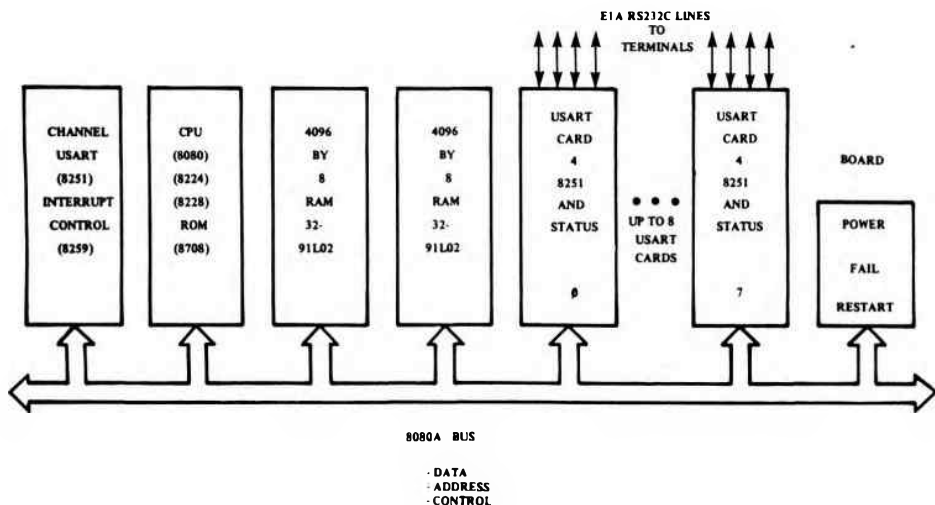 EIA RS232C LINES
TO
TERMINALS
CHANNEL
USART
(8251)
INTERRUPT
CONTROL
(8259)
CPU
(8080)
(8224)
(8228)
ROM
(8708)
4096
BY
8
RAM
32-
91L02
4096
BY
8
RAM
32-
91L02
USART
CARD
4
8251
AND
STATUS
0
• • •
UP TO 8
USART
CARDS
USART
CARD
4
8251
AND
STATUS
7
BOARD
POWER
FAIL
RESTART
8080A BUS
- DATA
- ADDRESS
- CONTROL